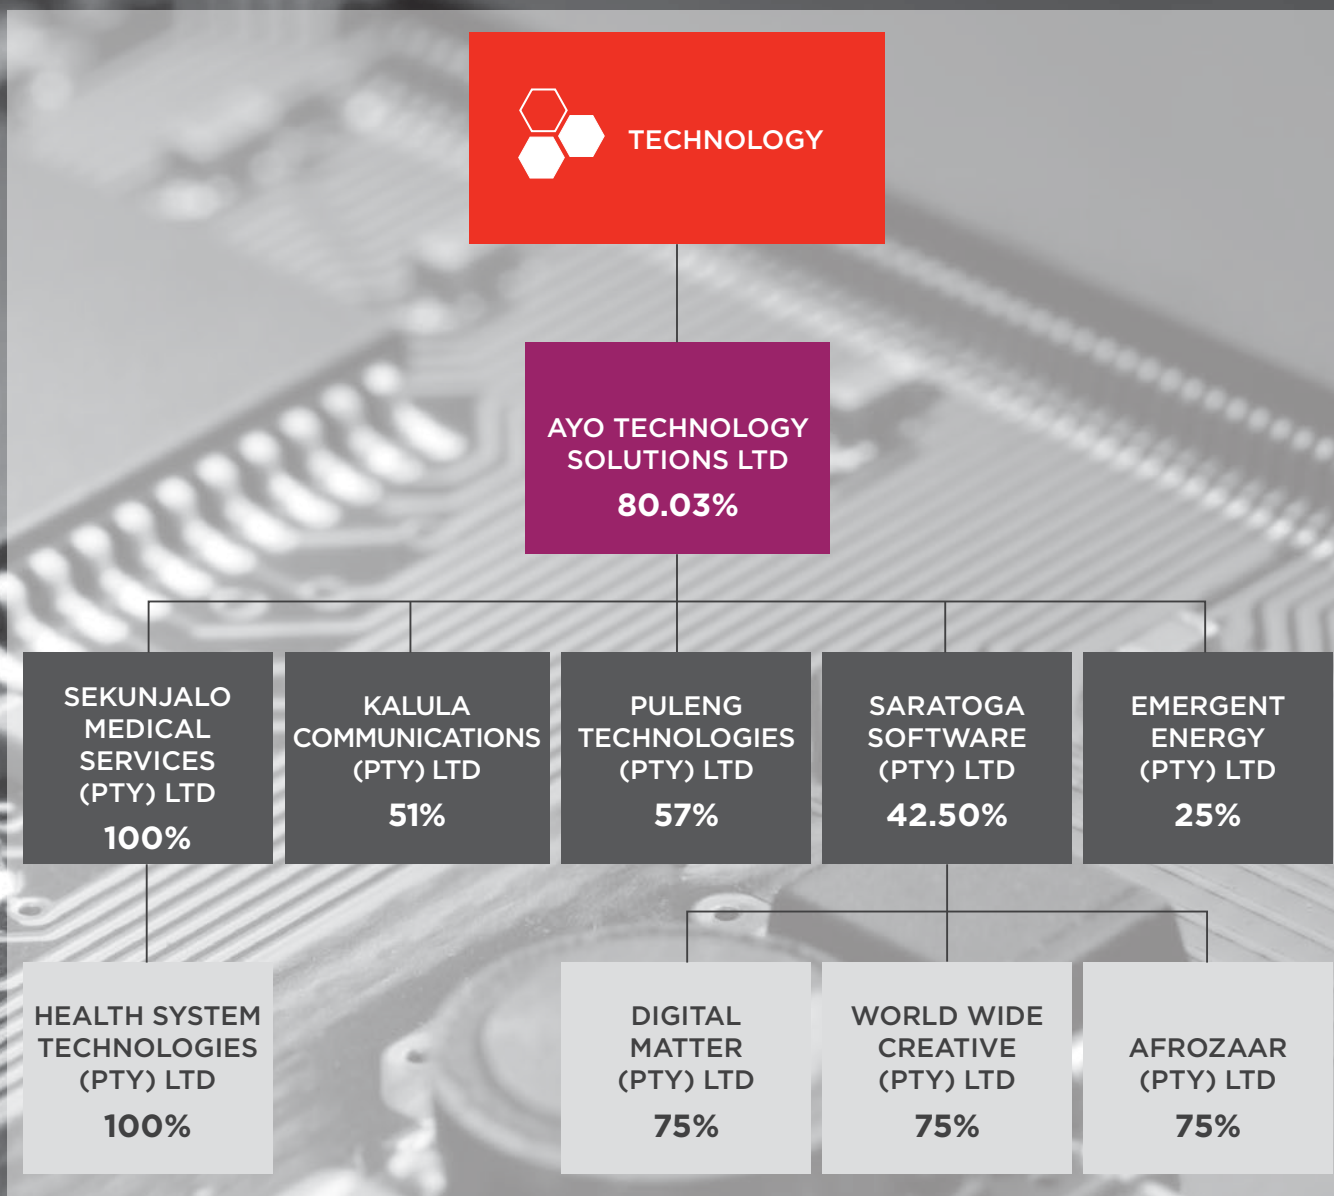 TECHNOLOGY
AYO TECHNOLOGY
SOLUTIONS LTD
80.03%
SEKUNJALO
MEDICAL
SERVICES
(PTY) LTD
100%
KALULA
COMMUNICATIONS
(PTY) LTD
51%
PULENG
TECHNOLOGIES
(PTY) LTD
57%
SARATOGA
SOFTWARE
(PTY) LTD
42.50%
EMERGENT
ENERGY
(PTY) LTD
25%
HEALTH SYSTEM
TECHNOLOGIES
(PTY) LTD
100%
DIGITAL
MATTER
(PTY) LTD
75%
WORLD WIDE
CREATIVE
(PTY) LTD
75%
AFROZAAR
(PTY) LTD
75%